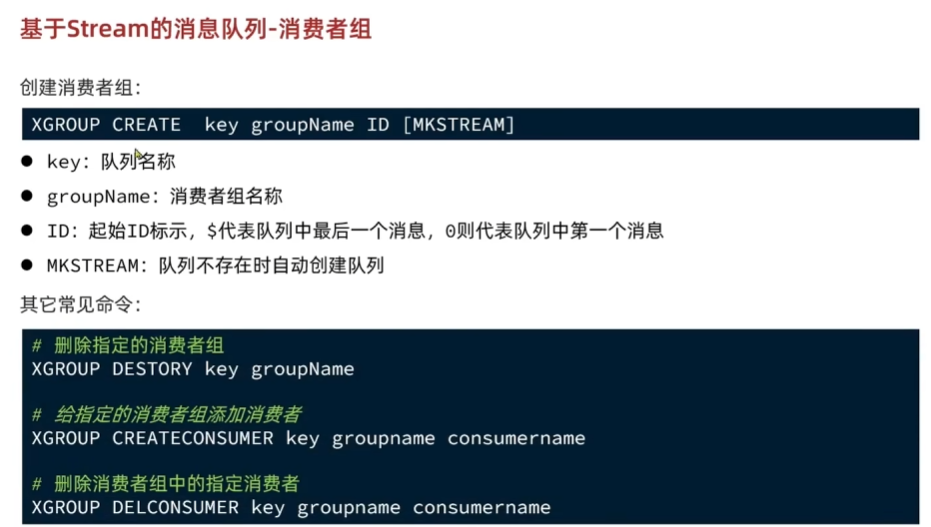 基于Stream的消息队列-消费者组
创建消费者组：
XGROUP CREATE  key groupName ID [MKSTREAM]
● key：队列名称
● groupName：消费者组名称
● ID：起始ID标示，$代表队列中最后一个消息，0则代表队列中第一个消息
● MKSTREAM：队列不存在时自动创建队列
其它常见命令：
# 删除指定的消费者组
XGROUP DESTORY key groupName
# 给指定的消费者组添加消费者
XGROUP CREATECONSUMER key groupname consumername
# 删除消费者组中的指定消费者
XGROUP DELCONSUMER key groupname consumername